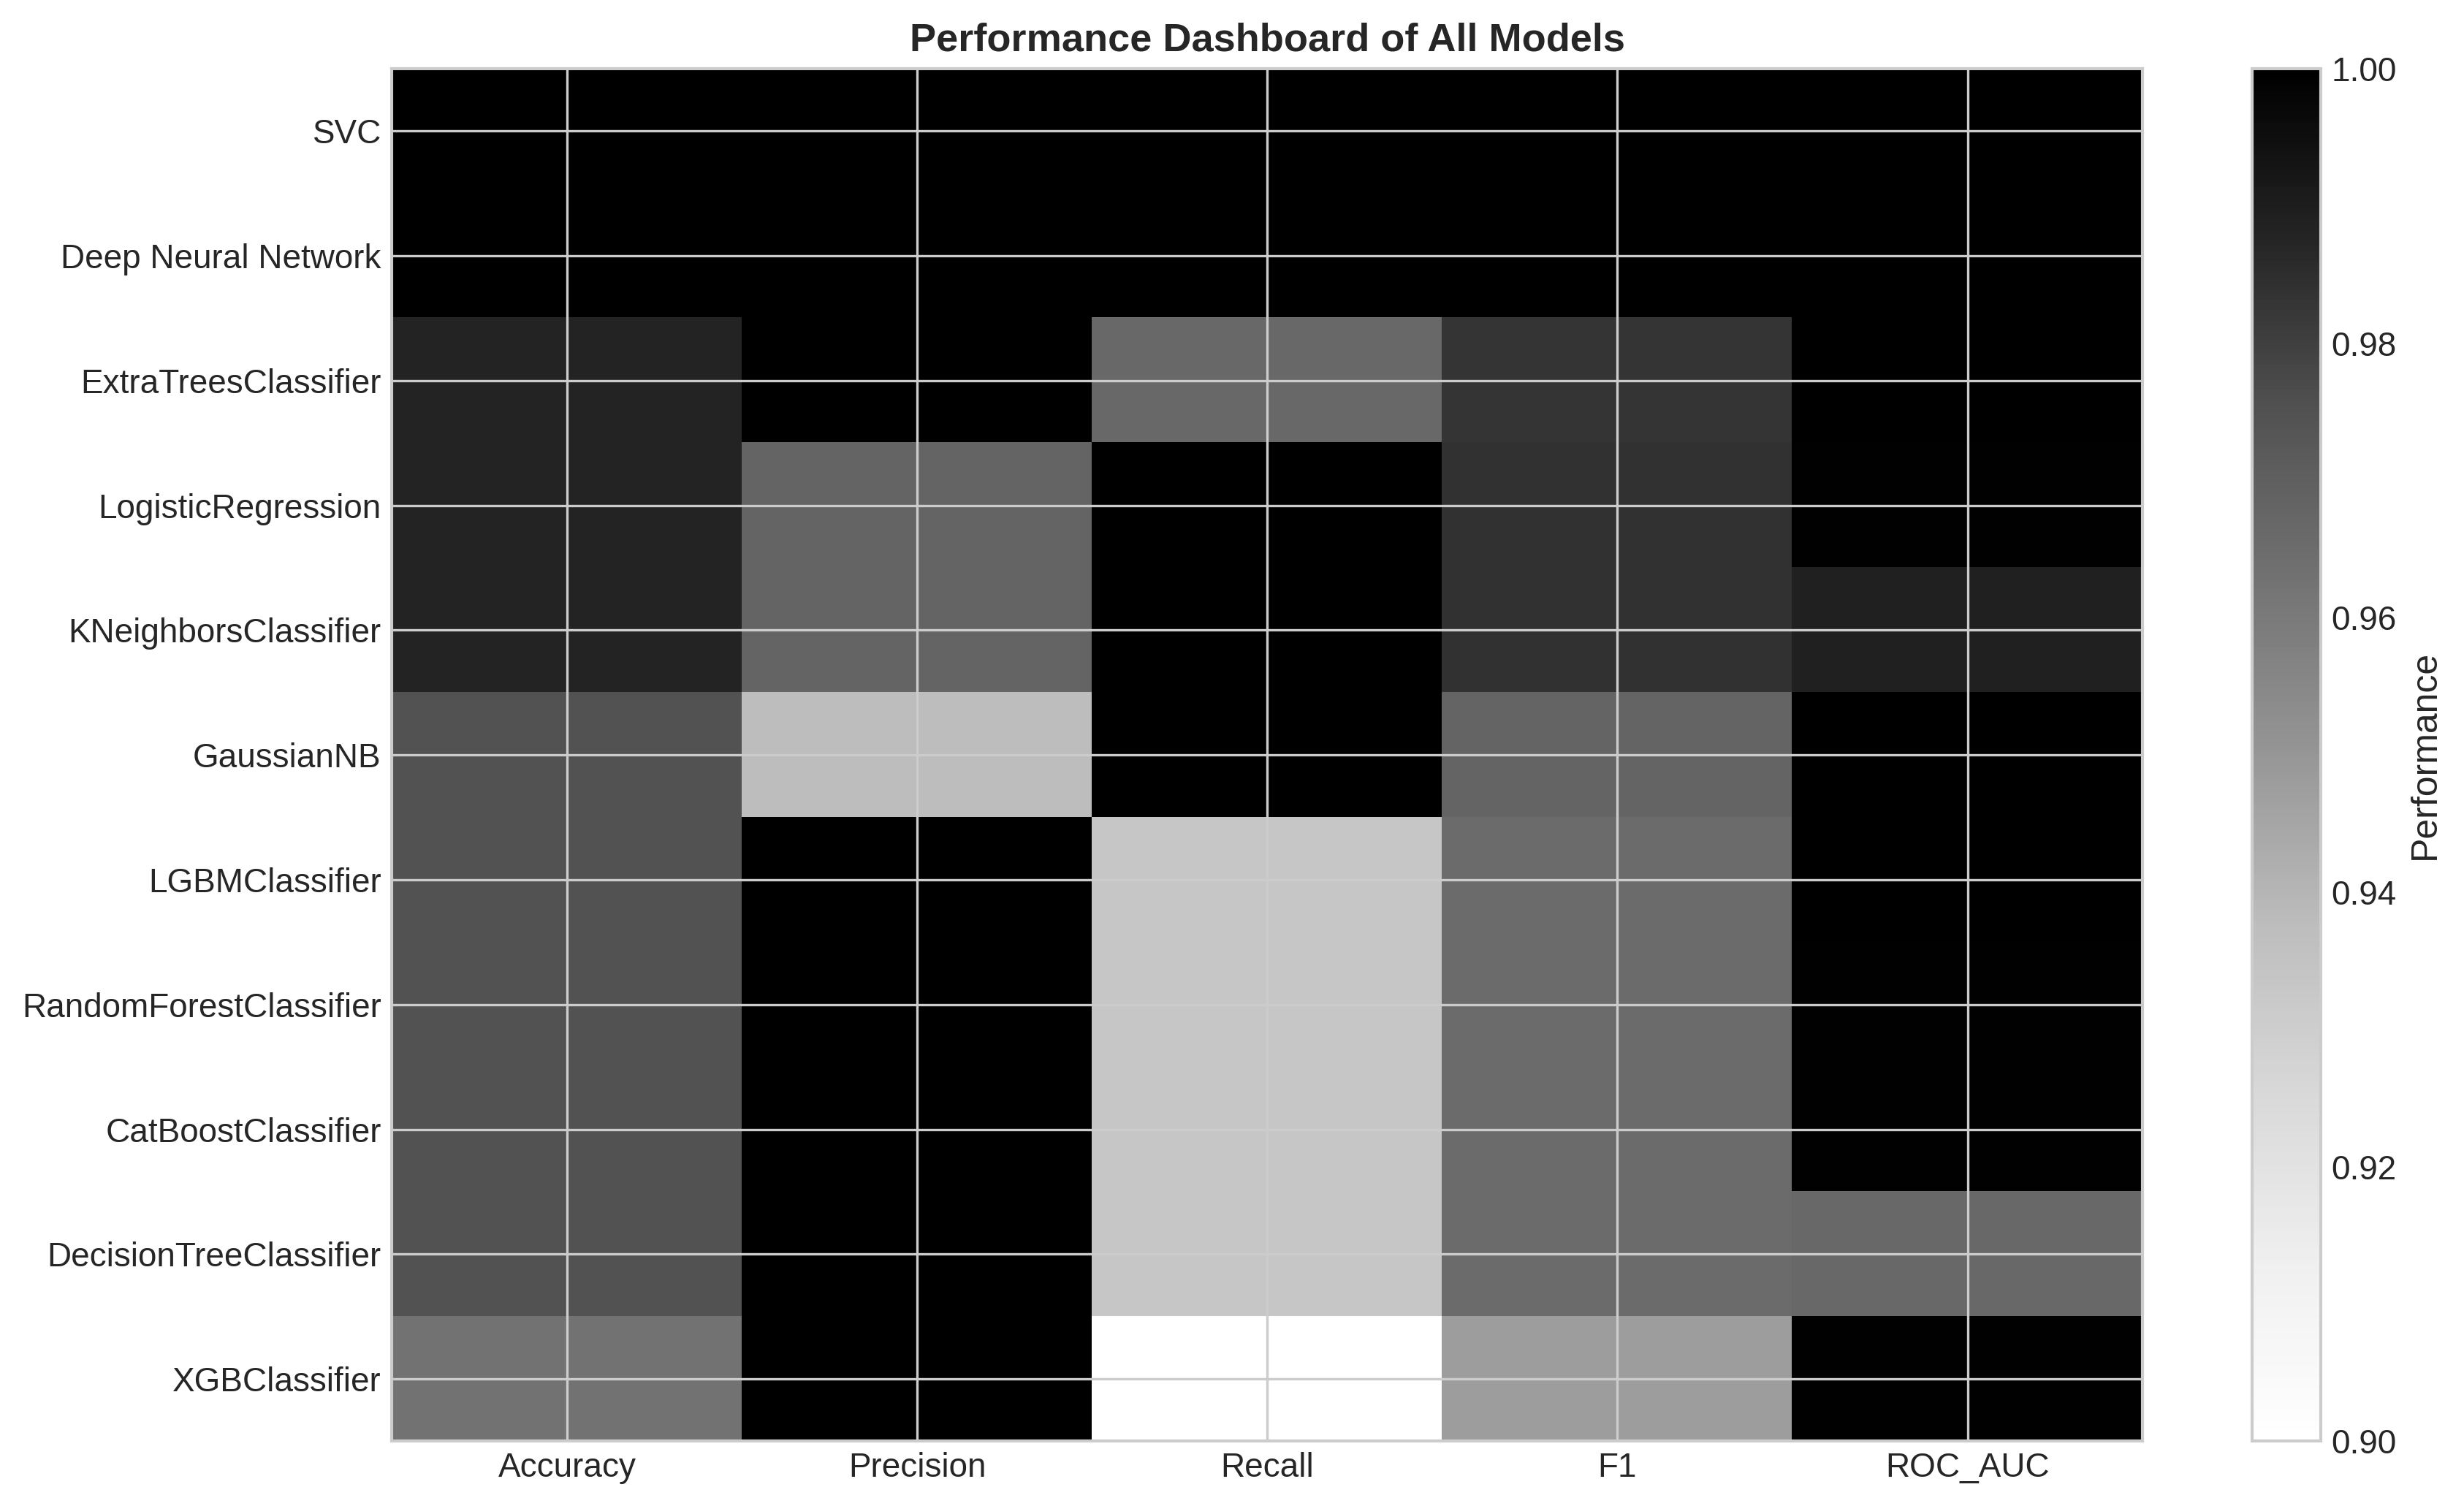 Performance Dashboard of All Models
SVC
Deep Neural Network
ExtraTreesClassifier
LogisticRegression
KNeighborsClassifier
GaussianNB
LGBMClassifier
RandomForestClassifier
CatBoostClassifier
DecisionTreeClassifier
XGBClassifier
Accuracy
Precision
Recall
F1
ROC_AUC
1.00
0.98
0.96
0.94
0.92
0.90
Performance